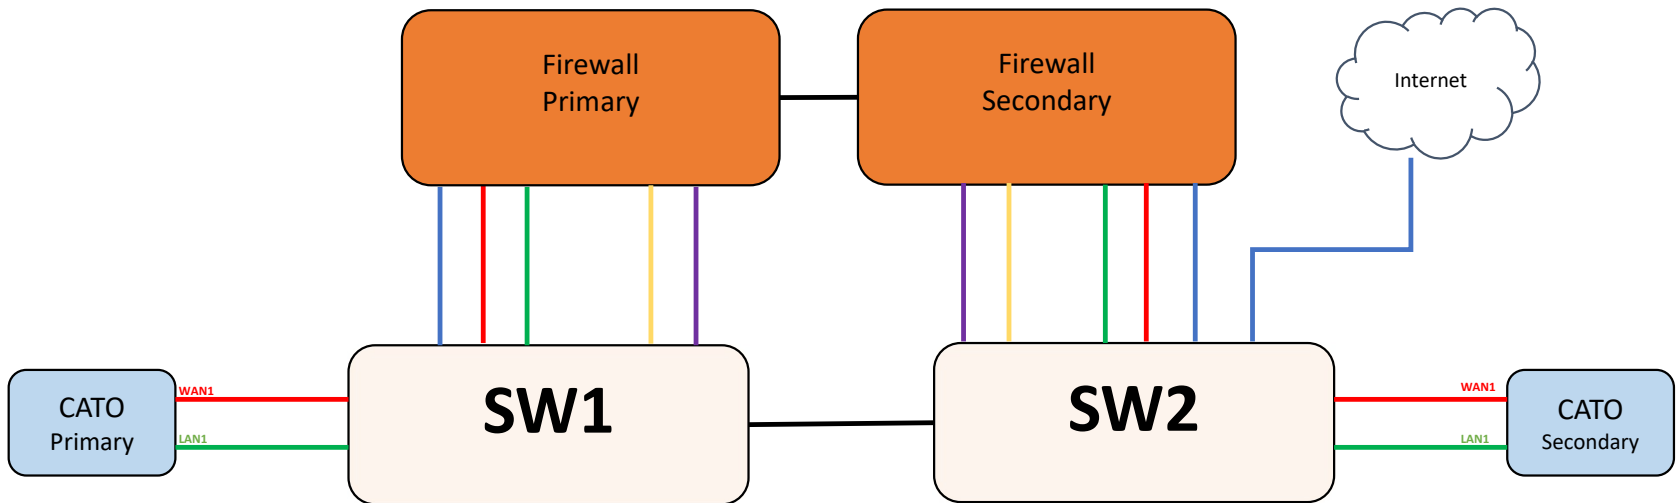 Firewall
Primary
Firewall
Secondary
Internet
CATO
Primary
WAN1
LAN1
SW1
SW2
WAN1
LAN1
CATO
Secondary